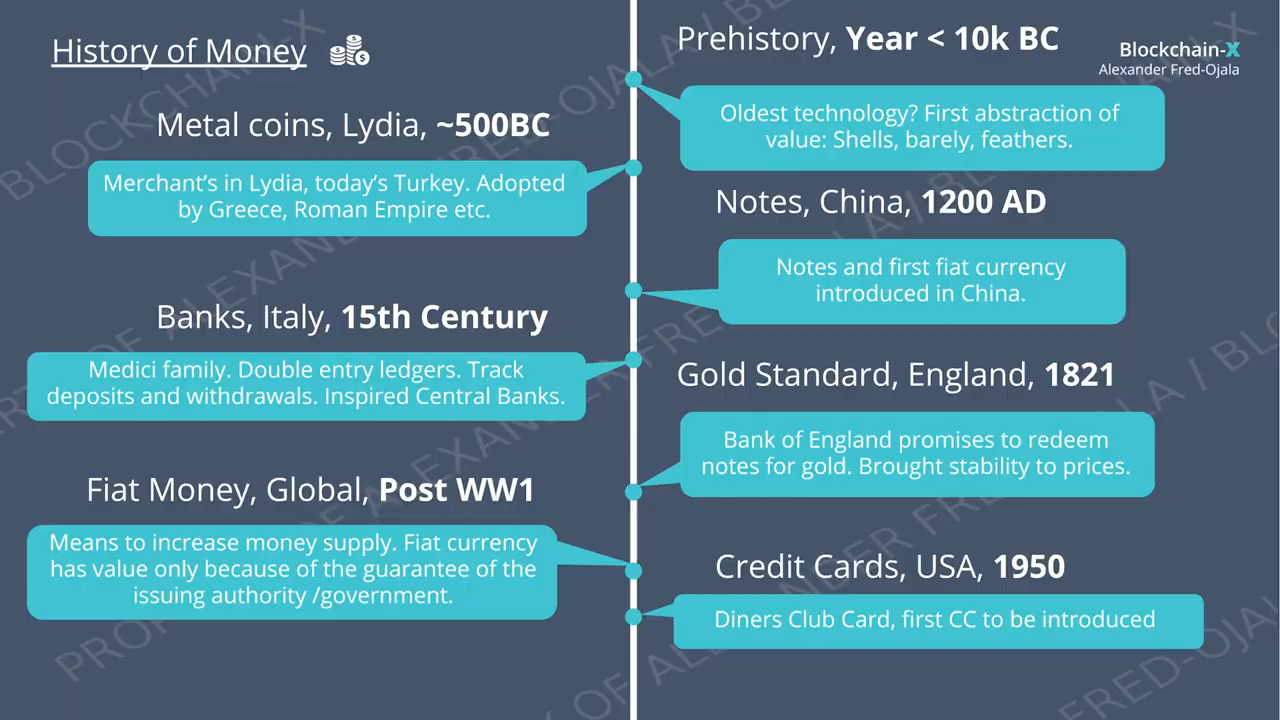 History of Money
Prehistory, Year < 10k BC
Blockchain-X
Alexander Fred-Ojala
Oldest technology? First abstraction of
value: Shells, barely, feathers.
Metal coins, Lydia, ~500BC
Merchant's in Lydia, today's Turkey. Adopted
by Greece, Roman Empire etc.
Notes, China, 1200 AD
Notes and first fiat currency
introduced in China.
Banks, Italy, 15th Century
Medici family. Double entry ledgers. Track
deposits and withdrawals. Inspired Central Banks.
Gold Standard, England, 1821
Bank of England promises to redeem
notes for gold. Brought stability to prices.
Fiat Money, Global, Post WW1
Means to increase money supply. Fiat currency
has value only because of the guarantee of the
issuing authority /government.
Credit Cards, USA, 1950
Diners Club Card, first CC to be introduced